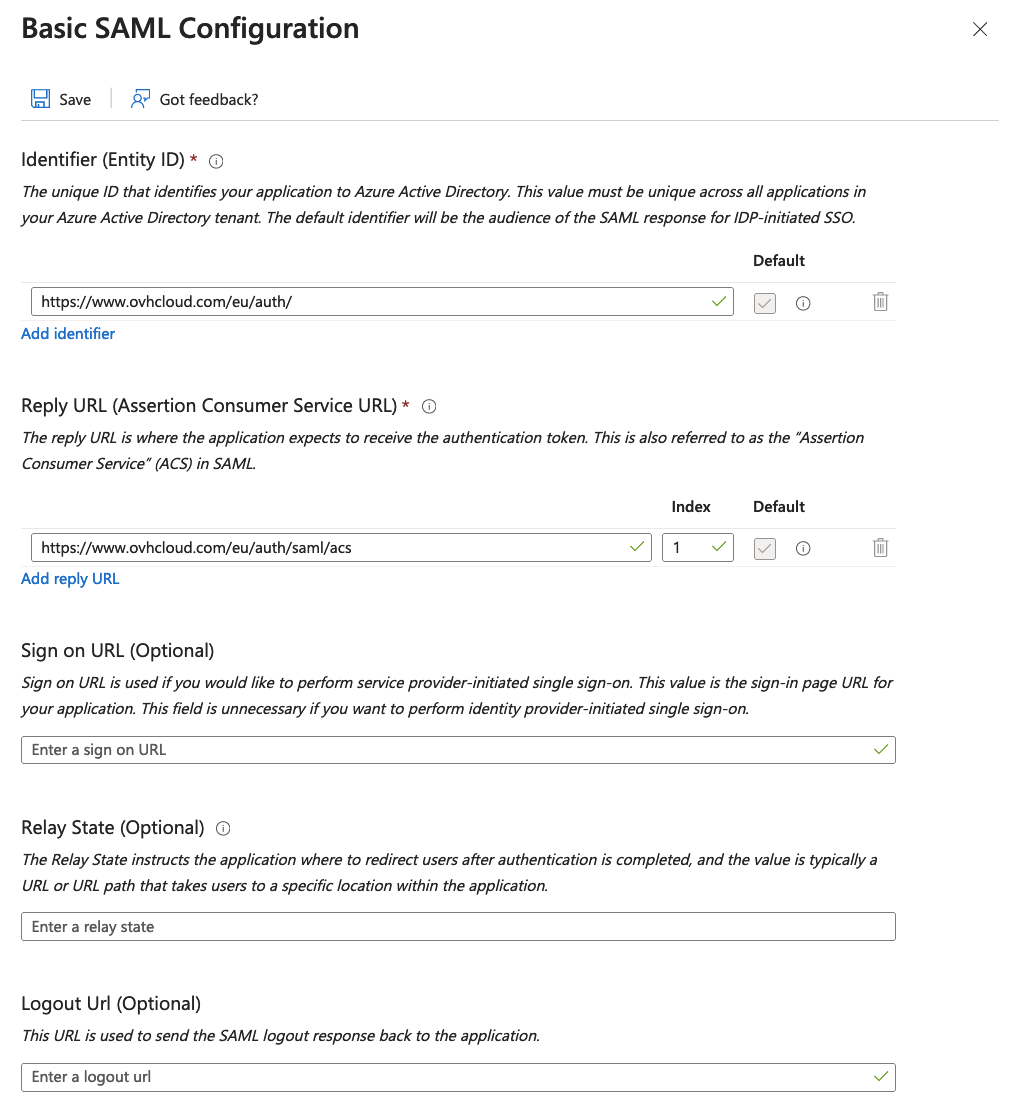 Basic SAML Configuration
Save
Got feedback?
Identifier (Entity ID) *
The unique ID that identifies your application to Azure Active Directory. This value must be unique across all applications in
your Azure Active Directory tenant. The default identifier will be the audience of the SAML response for IDP-initiated SSO.
Default
https://www.ovhcloud.com/eu/auth/
Add identifier
Reply URL (Assertion Consumer Service URL) *
The reply URL is where the application expects to receive the authentication token. This is also referred to as the “Assertion
Consumer Service” (ACS) in SAML.
Index Default
https://www.ovhcloud.com/eu/auth/saml/acs 1
Add reply URL
Sign on URL (Optional)
Sign on URL is used if you would like to perform service provider-initiated single sign-on. This value is the sign-in page URL for
your application. This field is unnecessary if you want to perform identity provider-initiated single sign-on.
Enter a sign on URL
Relay State (Optional)
The Relay State instructs the application where to redirect users after authentication is completed, and the value is typically a
URL or URL path that takes users to a specific location within the application.
Enter a relay state
Logout Url (Optional)
This URL is used to send the SAML logout response back to the application.
Enter a logout url